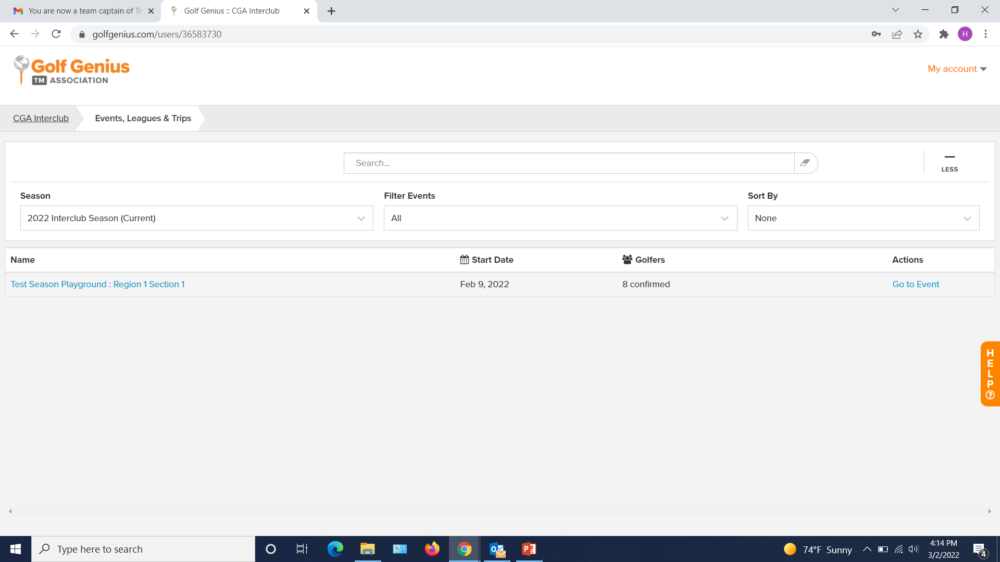 You are now a team captain of Te
Golf Genius :: CGA Interclub
golfgenius.com/users/36583730
H
Golf Genius
TM ASSOCIATION
My account
CGA Interclub
Events, Leagues & Trips
Search...
LESS
Season
Filter Events
Sort By
2022 Interclub Season (Current)
All
None
Name
Start Date
Golfers
Actions
Test Season Playground : Region 1 Section 1
Feb 9, 2022
8 confirmed
Go to Event
HELP?
Type here to search
74°F Sunny
4:14 PM
3/2/2022
4